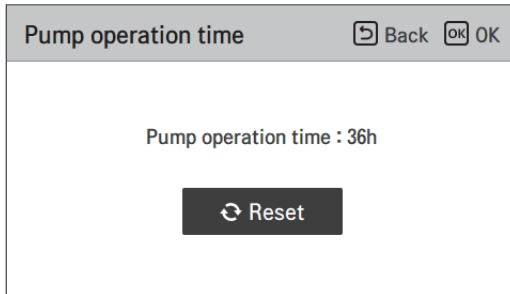 Pump operation time Back OK OK
Pump operation time : 36h
Reset